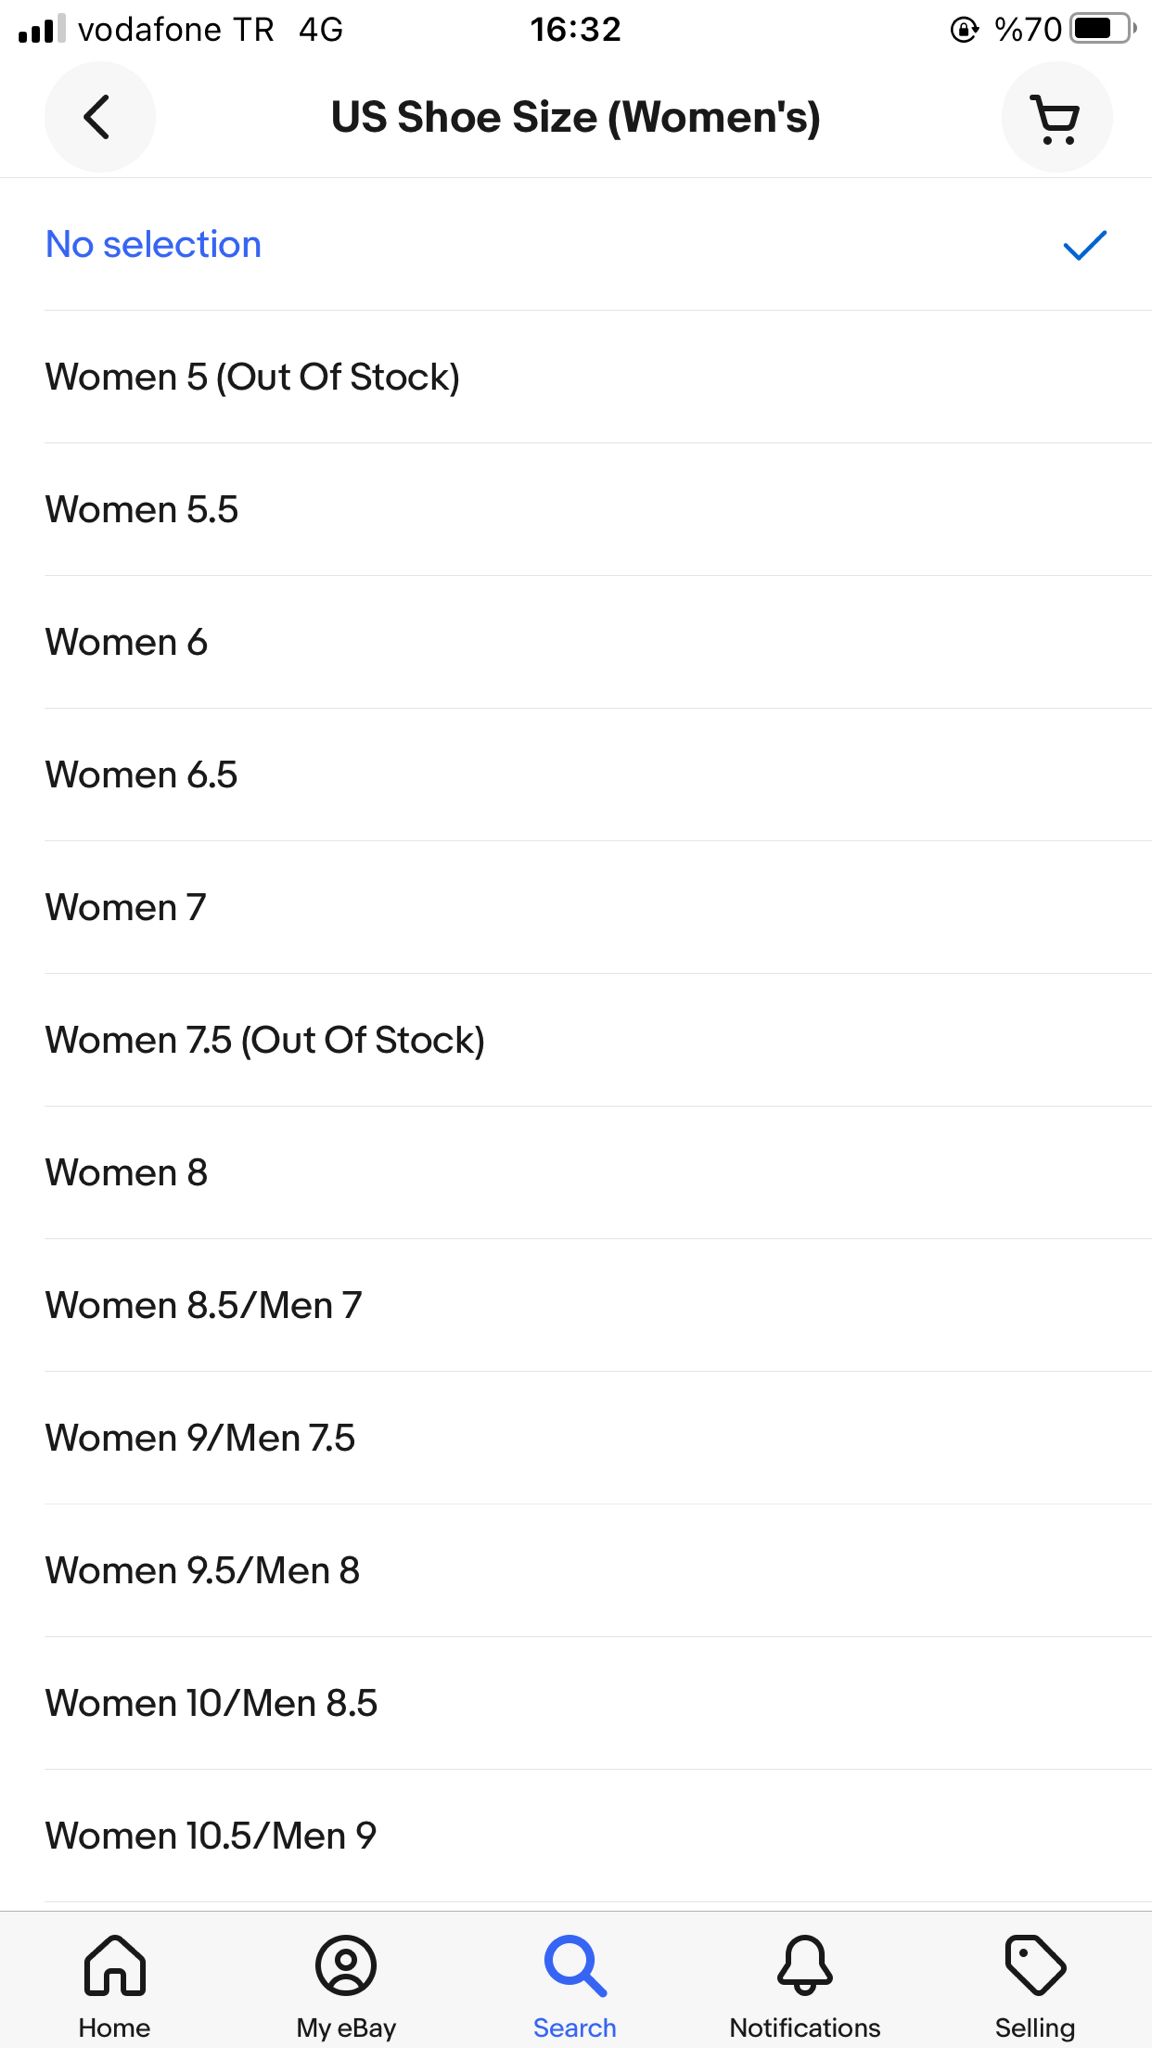 vodafone TR 4G 16:32 %70
US Shoe Size (Women's)
No selection
Women 5 (Out Of Stock)
Women 5.5
Women 6
Women 6.5
Women 7
Women 7.5 (Out Of Stock)
Women 8
Women 8.5/Men 7
Women 9/Men 7.5
Women 9.5/Men 8
Women 10/Men 8.5
Women 10.5/Men 9
Home My eBay Search Notifications Selling